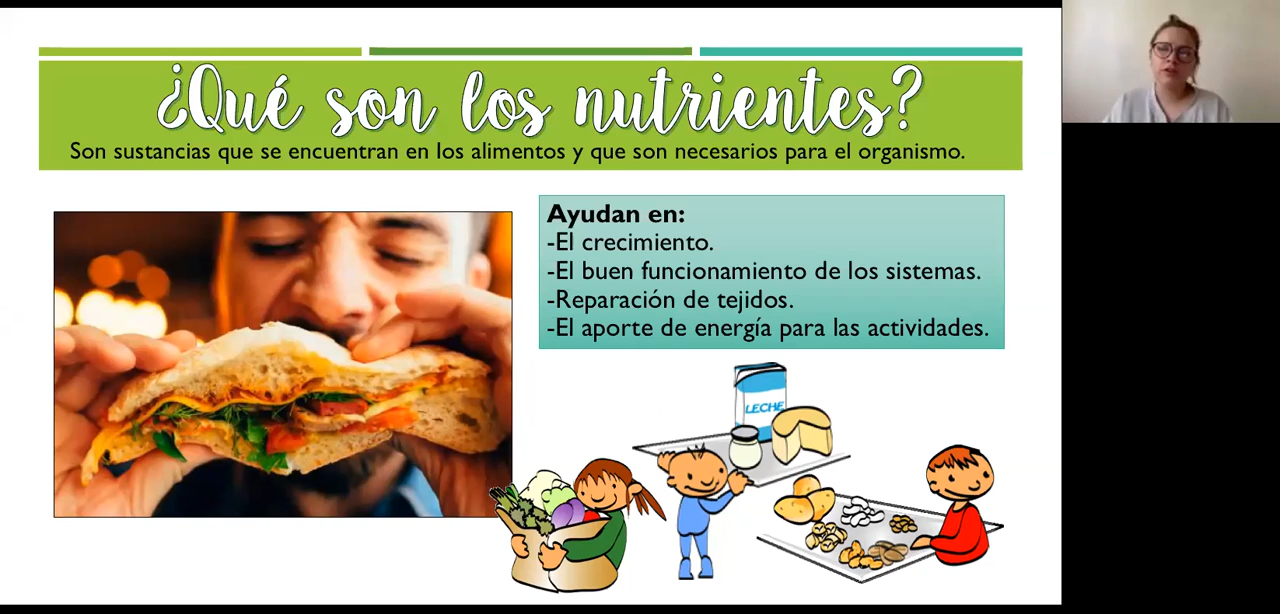 ¿Qué son los nutrientes?
Son sustancias que se encuentran en los alimentos y que son necesarios para el organismo.
Ayudan en:
-El crecimiento.
-El buen funcionamiento de los sistemas.
-Reparación de tejidos.
-El aporte de energía para las actividades.
LECHE